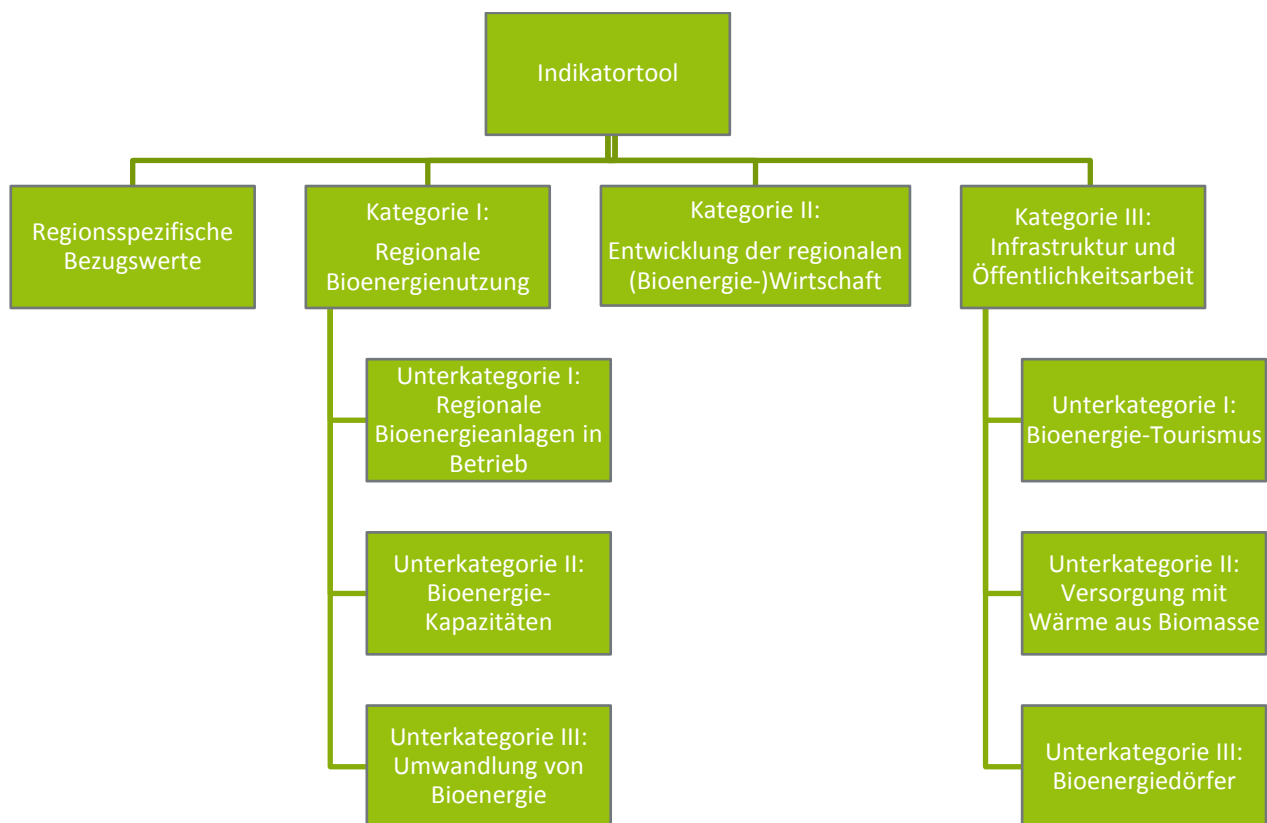 Indikatortool
Regionsspezifische
Bezugswerte
Kategorie I:
Regionale
Bioenergienutzung
Kategorie II:
Entwicklung der regionalen
(Bioenergie-)Wirtschaft
Kategorie III:
Infrastruktur und
Öffentlichkeitsarbeit
Unterkategorie I:
Regionale
Bioenergieanlagen in
Betrieb
Unterkategorie II:
Bioenergie-
Kapazitäten
Unterkategorie III:
Umwandlung von
Bioenergie
Unterkategorie I:
Bioenergie-Tourismus
Unterkategorie II:
Versorgung mit
Wärme aus Biomasse
Unterkategorie III:
Bioenergiedörfer